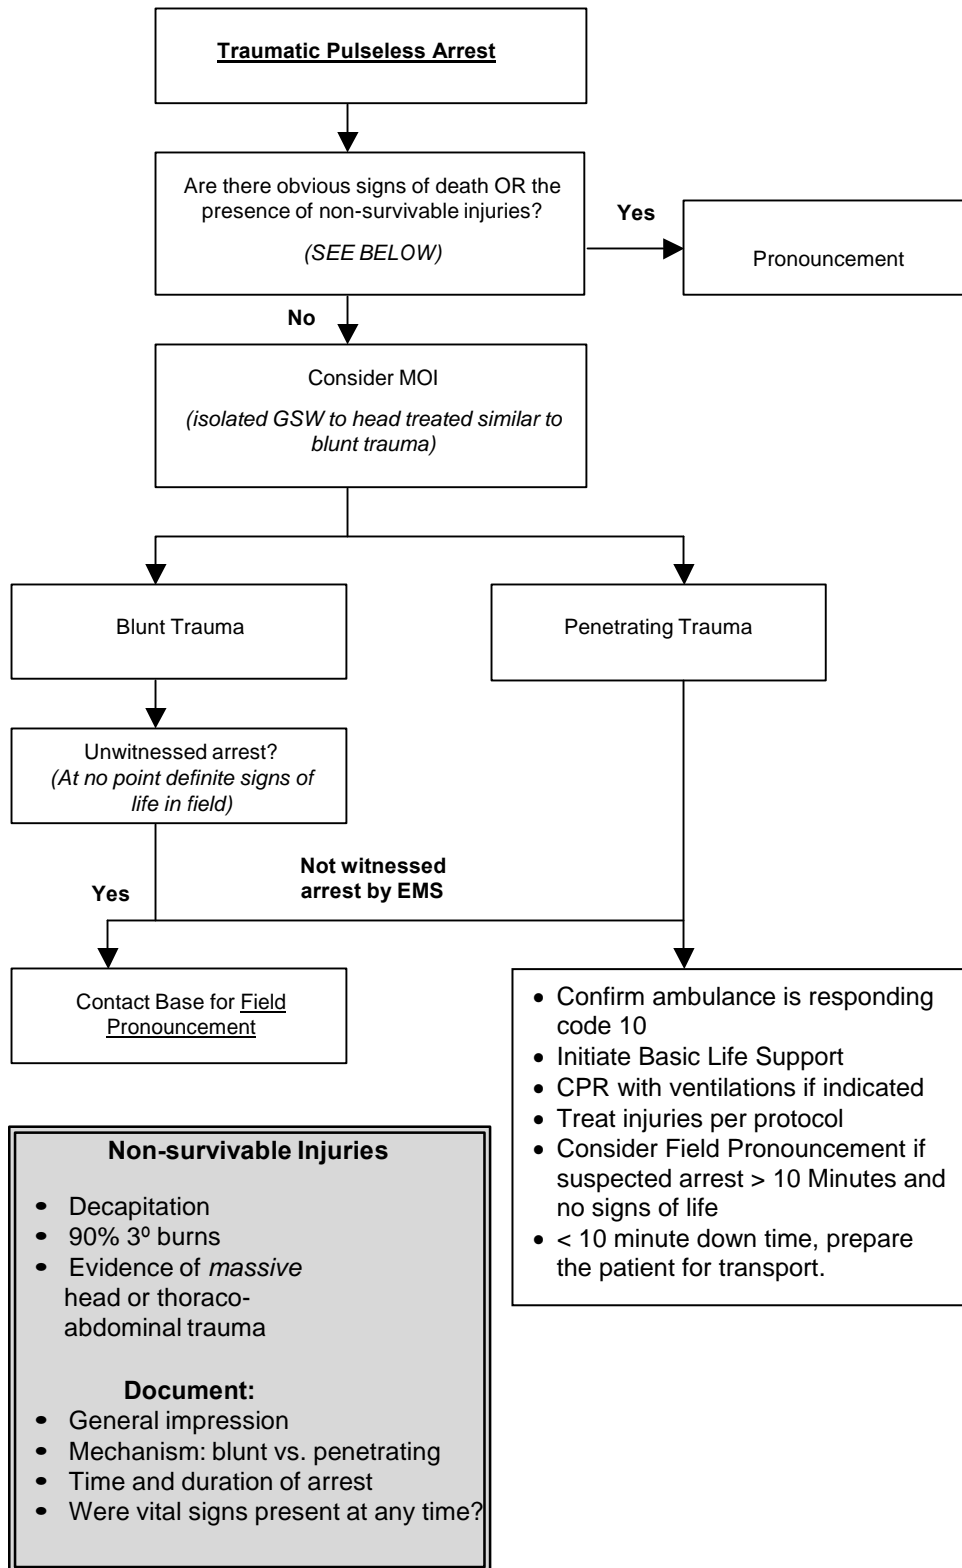 Traumatic Pulseless Arrest
Are there obvious signs of death OR the
presence of non-survivable injuries?
(SEE BELOW)
Yes
Pronouncement
No
Consider MOI
(isolated GSW to head treated similar to
blunt trauma)
Blunt Trauma
Penetrating Trauma
Unwitnessed arrest?
(At no point definite signs of
life in field)
Yes
Not witnessed
arrest by EMS
Contact Base for Field
Pronouncement
• Confirm ambulance is responding
code 10
• Initiate Basic Life Support
• CPR with ventilations if indicated
• Treat injuries per protocol
• Consider Field Pronouncement if
suspected arrest > 10 Minutes and
no signs of life
• < 10 minute down time, prepare
the patient for transport.
Non-survivable Injuries
• Decapitation
• 90% 3º burns
• Evidence of massive
head or thoraco-
abdominal trauma
Document:
• General impression
• Mechanism: blunt vs. penetrating
• Time and duration of arrest
• Were vital signs present at any time?